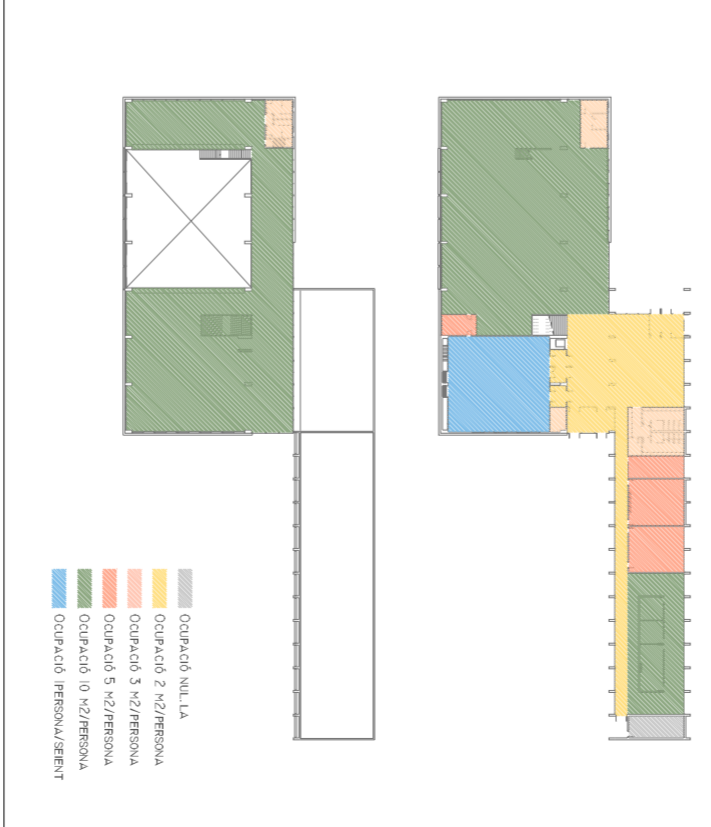 OCUPACIÓ NUL.LA
OCUPACIÓ 2 M2/PERSONA
OCUPACIÓ 3 M2/PERSONA
OCUPACIÓ 5 M2/PERSONA
OCUPACIÓ 10 M2/PERSONA
OCUPACIÓ 1PERSONA/SEIENT